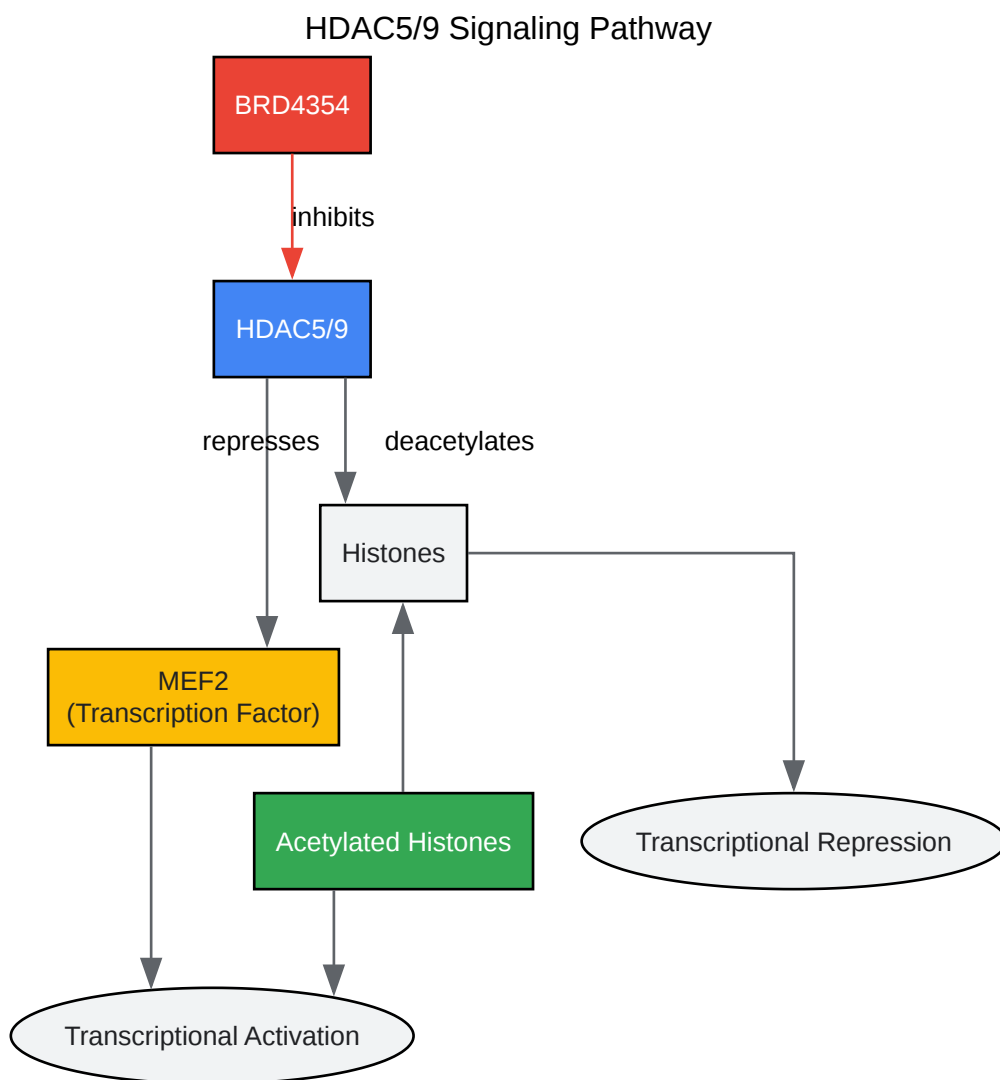 HDAC5/9 Signaling Pathway
BRD4354
inhibits
HDAC5/9
represses
deacetylates
Histones
MEF2
(Transcription Factor)
Acetylated Histones
Transcriptional Repression
Transcriptional Activation